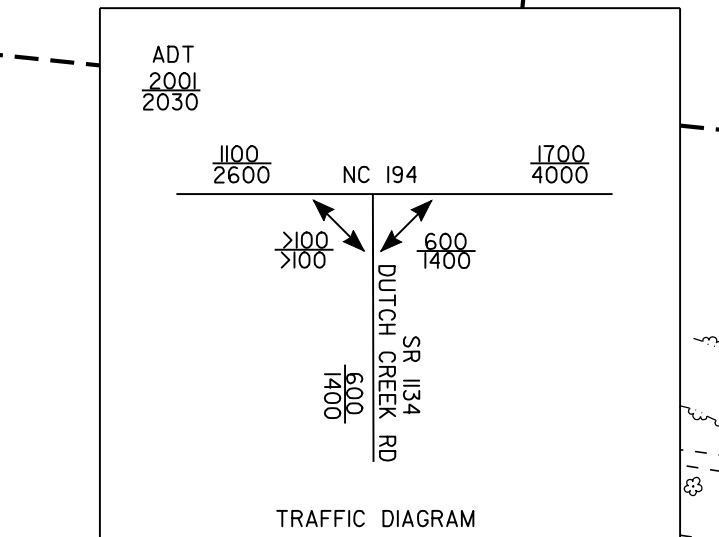 ADT
2001
2030
1100
2600
NC 194
1700
4000
>100
>100
600
1400
SR 1134
DUTCH CREEK RD
600
1400
TRAFFIC DIAGRAM